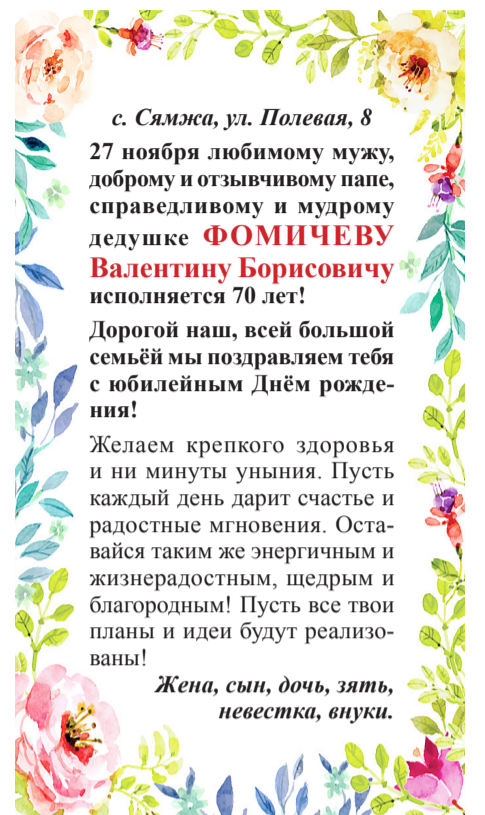 с. Сямжа, ул. Полевая, 8
27 ноября любимому мужу,
доброму и отзывчивому папе,
справедливому и мудрому
дедушке ФОМИЧЕВУ
Валентину Борисовичу
исполняется 70 лет!
Дорогой наш, всей большой
семьёй мы поздравляем тебя
с юбилейным Днём рожде-
ния!
Желаем крепкого здоровья
и ни минуты уныния. Пусть
каждый день дарит счастье и
радостные мгновения. Оста-
вайся таким же энергичным и
жизнерадостным, щедрым и
благородным! Пусть все твои
планы и идеи будут реализо-
ваны!
Жена, сын, дочь, зять,
невестка, внуки.